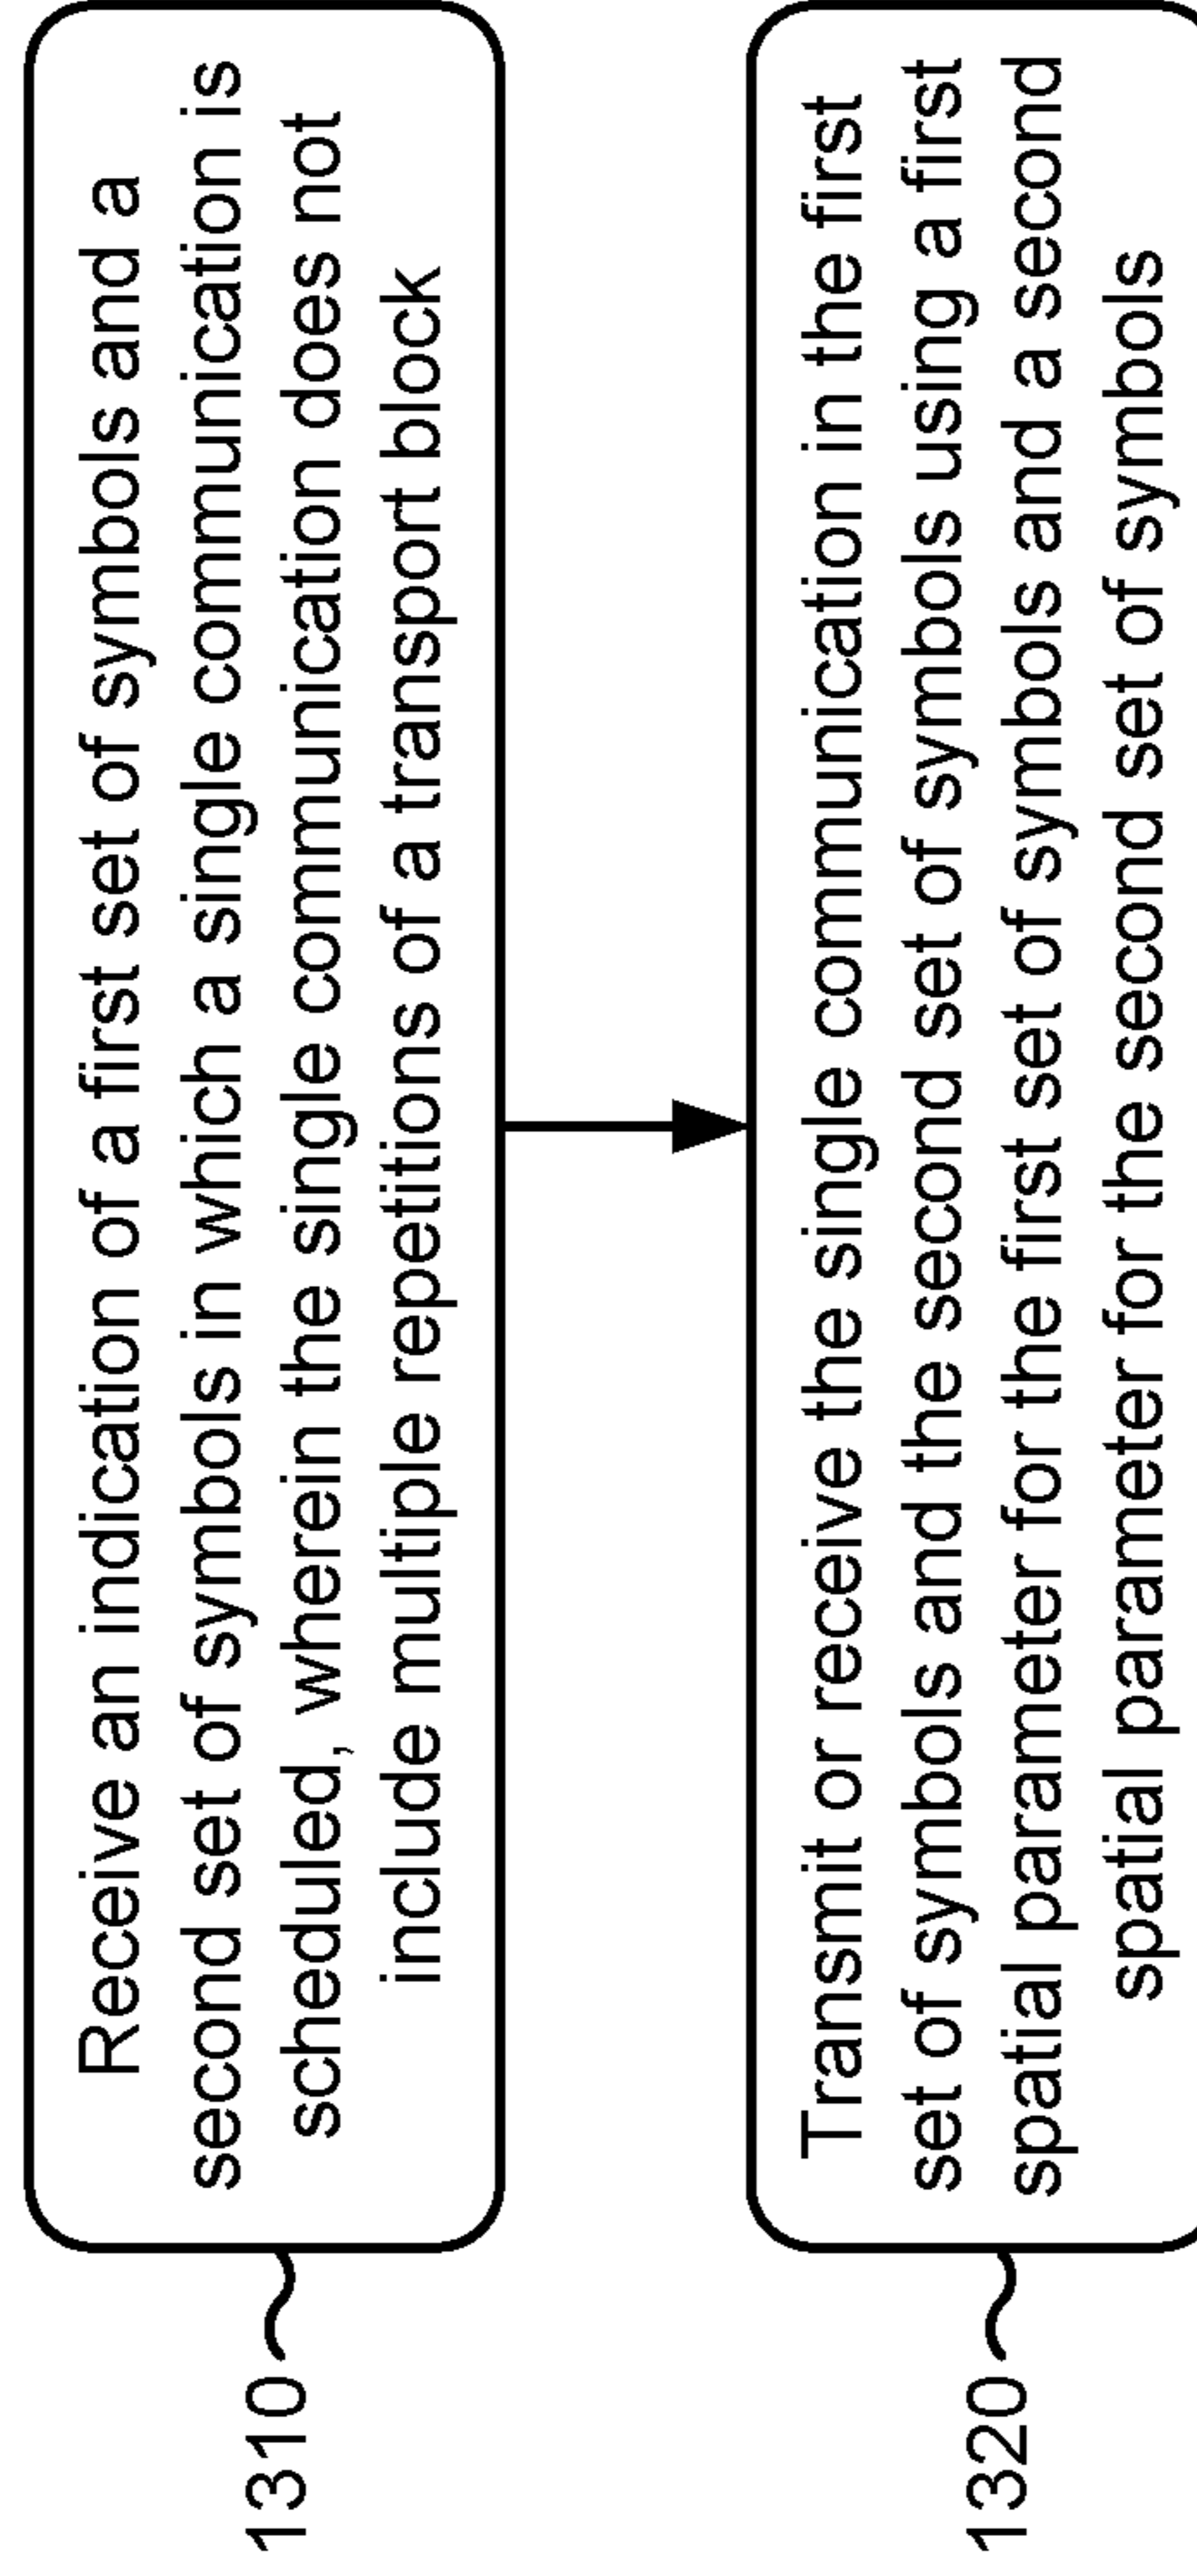 1310
Receive an indication of a first set of symbols and a
second set of symbols in which a single communication is
scheduled, wherein the single communication does not
include multiple repetitions of a transport block
1320
Transmit or receive the single communication in the first
set of symbols and the second set of symbols using a first
spatial parameter for the first set of symbols and a second
spatial parameter for the second set of symbols